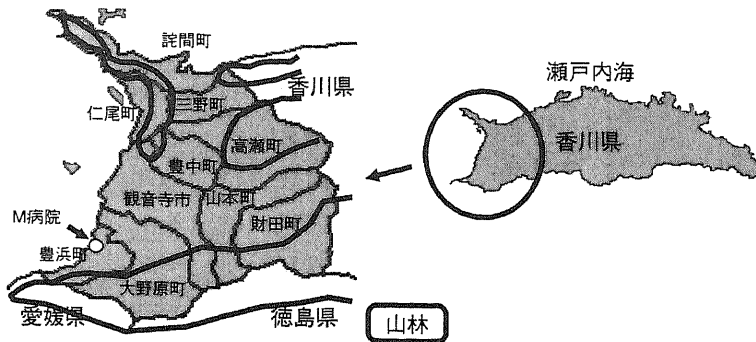 詫間町
香川県
三野町
仁尾町
高瀬町
豊中町
観音寺市
山本町
財田町
M病院
豊浜町
大野原町
愛媛県
徳島県
山林
瀬戸内海
香川県